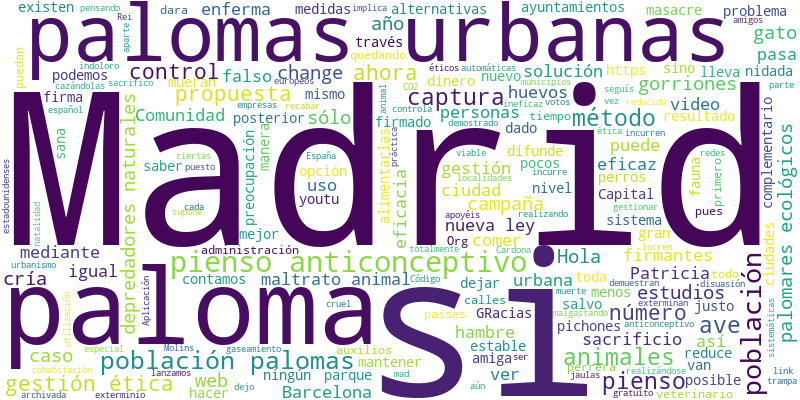 existen
pensando
Rei
implica
amigos
dara
enferma
medidas
alternativas
ayuntamientos
masacre
problema
aparte
año
través
gato
palomas urbanas
puedan
indoloro
cazándolas
sacrifico
mueran
éticos
automáticas
quedando
control
falso
change
ahora
europeos
CO2
municipios
seguís
pasa
podemos
solución
https
sino
lleva
nidada
firma
propuesta
mismo
dinero
nuevo
gorriones
español
empresas
recabar
animal
controla
votos
ineficaz
reducido
parte
Comunidad
posterior
sólo
captura
huevos
video
vez
tiempo
método
demostrado
ética
incurren
resultado
firmado
personas
dado
difunde
puede
redes
sana
ciertas
España
práctica
viable
incurre
manera
saber
puesto
opción
gestión
pocos
eficaz
fauna
primeros
localidades
perros
complementario
palomares ecológicos
Madrid
estadounidenses
natalidad
depredadores naturales
preocupación
cada
supone
uso
youtu
alimentarlas
eficacia
ciudad
nivel
Capital
pues
gestionar
apoyéis
realizando
campaña
sistema
mejor
administración
nueva ley
Org
comer
gran
lucren
mediante
totalmente
Cardona
Hola
firmantes
ciudades
urbanismo
igual
pienso anticonceptivo
Código
demuestran
disuasión
todo
cría
contamos
maltrato animal
dejar
urbana
toda
Patricia
Aplicación
calles
muerte
exterminan
estudios
utilización
países
GRacias
salvo
menos
justo
cruel
malgastando
anticonceptivo
número
población
paloma
Si
hambre
pichones
sacrificio
ave
sistemáticas
Molins
gaseamiento
auxilios
estable
así
caso
población palomas
mantener
amiga
ser
animales
reduce
cohabitación
especial
ningún
parque
perrera
realizándose
posible
van
link
gestión ética
lanzamos
web
mad
ver
jaulas
pienso
trampa
archivada
exterminio
hacer
dejo
Barcelona
aún
gratuito
veterinario